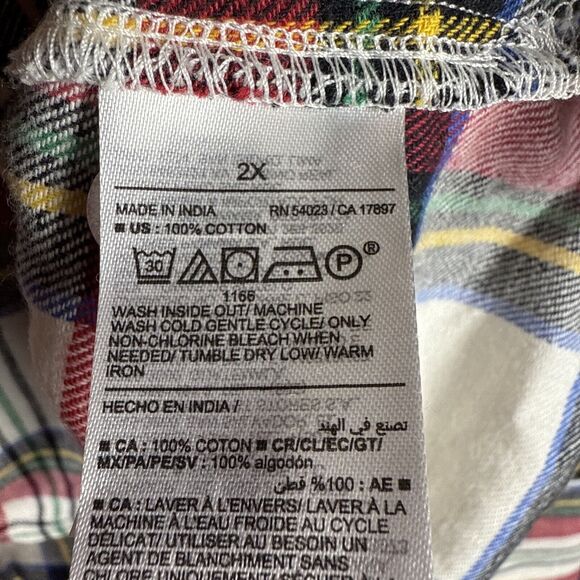 2X
MADE IN INDIA RN 54023 / CA 17897
■ US : 100% COTTON
30 P ®
1166
WASH INSIDE OUT/ MACHINE
WASH COLD GENTLE CYCLE/ ONLY
NON-CHLORINE BLEACH WHEN
NEEDED/ TUMBLE DRY LOW/ WARM
IRON
HECHO EN INDIA /
تصنع في الهند
■ CA : 100% COTON ■ CR/CL/EC/GT/
MX/PA/PE/SV : 100% algodón
■ AE : 100% قطن
■ CA : LAVER À L'ENVERS/ LAVER À LA
MACHINE À L'EAU FROIDE AU CYCLE
DÉLICAT/ UTILISER AU BESOIN UN
AGENT DE BLANCHIMENT SANS
CHLORE UNIQUEMENT